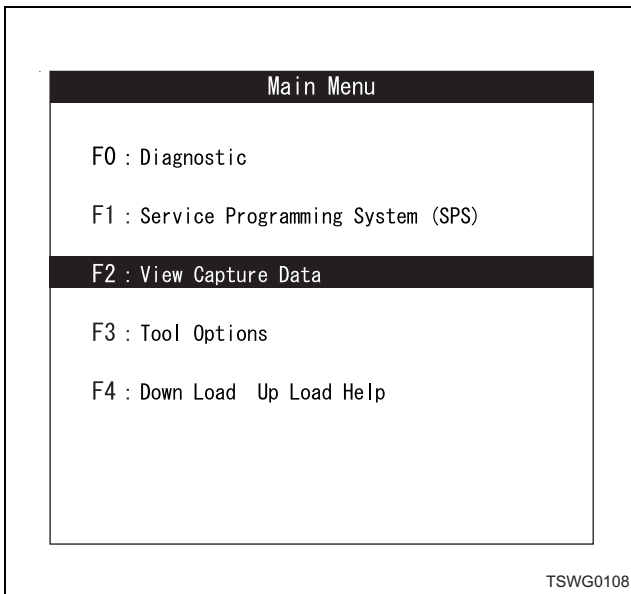 Main Menu
F0 : Diagnostic
F1 : Service Programming System (SPS)
F2 : View Capture Data
F3 : Tool Options
F4 : Down Load  Up Load Help
TSWG0108